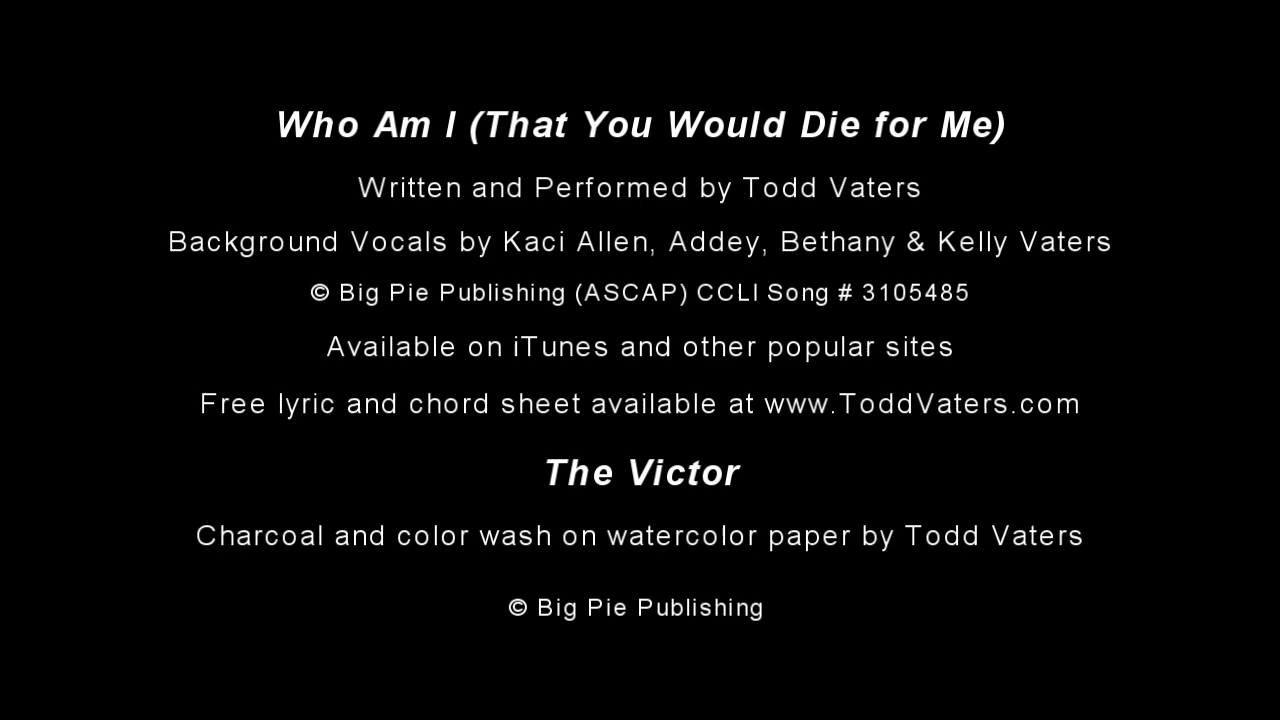 Who Am I (That You Would Die for Me)
Written and Performed by Todd Vaters
Background Vocals by Kaci Allen, Addey, Bethany & Kelly Vaters
© Big Pie Publishing (ASCAP) CCLI Song # 3105485
Available on iTunes and other popular sites
Free lyric and chord sheet available at www.ToddVaters.com
The Victor
Charcoal and color wash on watercolor paper by Todd Vaters
© Big Pie Publishing